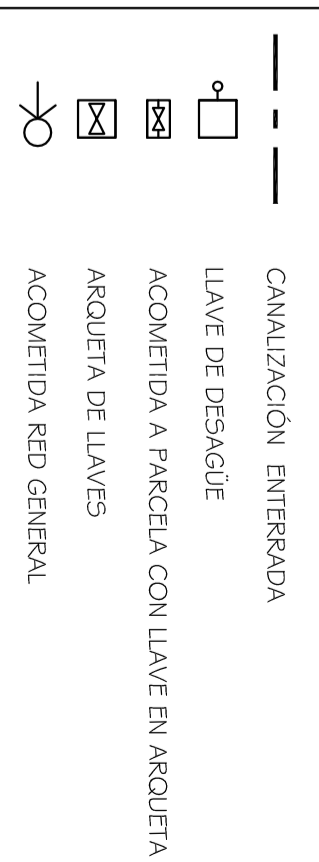 CANALIZACIÓN ENTERRADA
LLAVE DE DESAGÜE
ACOMETIDA A PARCELA CON LLAVE EN ARQUETA
ARQUETA DE LLAVES
ACOMETIDA RED GENERAL